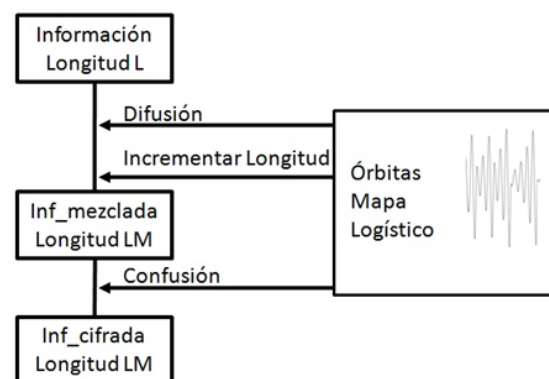 Información
Longitud L
Difusión
Incrementar Longitud
Órbitas
Mapa
Logístico
Inf_mezclada
Longitud LM
Confusión
Inf_cifrada
Longitud LM